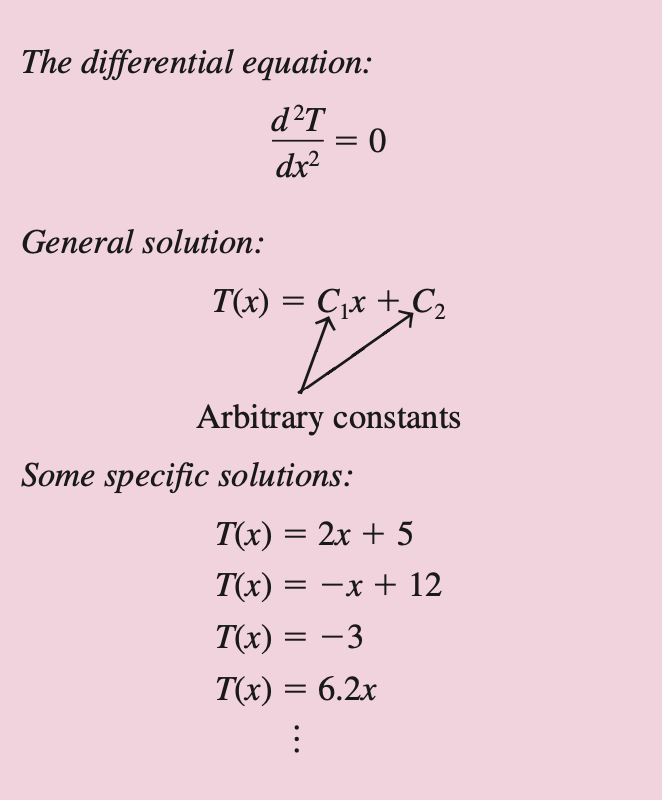 The differential equation:
d²T/dx² = 0
General solution:
T(x) = C₁x + C₂
Arbitrary constants
Some specific solutions:
T(x) = 2x + 5
T(x) = −x + 12
T(x) = −3
T(x) = 6.2x
⋮